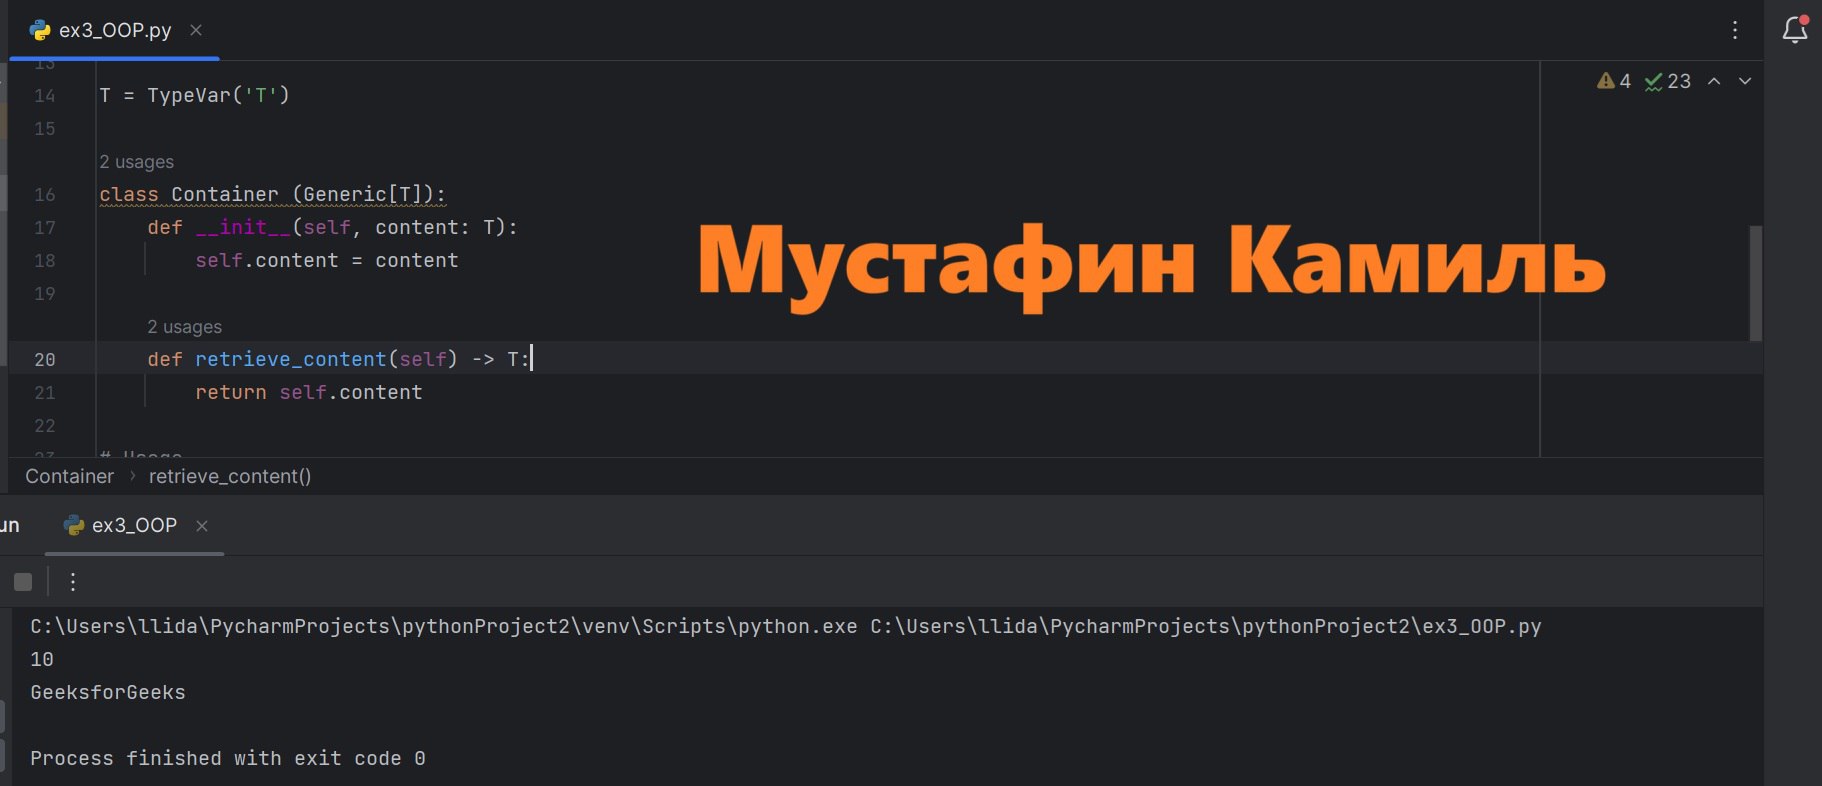 ex3_OOP.py
13
14 T = TypeVar('T')
15
2 usages
16 class Container (Generic[T]):
17 def __init__(self, content: T):
18 self.content = content
19
2 usages
20 def retrieve_content(self) -> T:
21 return self.content
22
23 # Usage
4 23
Мустафин Камиль
Container › retrieve_content()
un ex3_OOP
C:\Users\llida\PycharmProjects\pythonProject2\venv\Scripts\python.exe C:\Users\llida\PycharmProjects\pythonProject2\ex3_OOP.py
10
GeeksforGeeks
Process finished with exit code 0